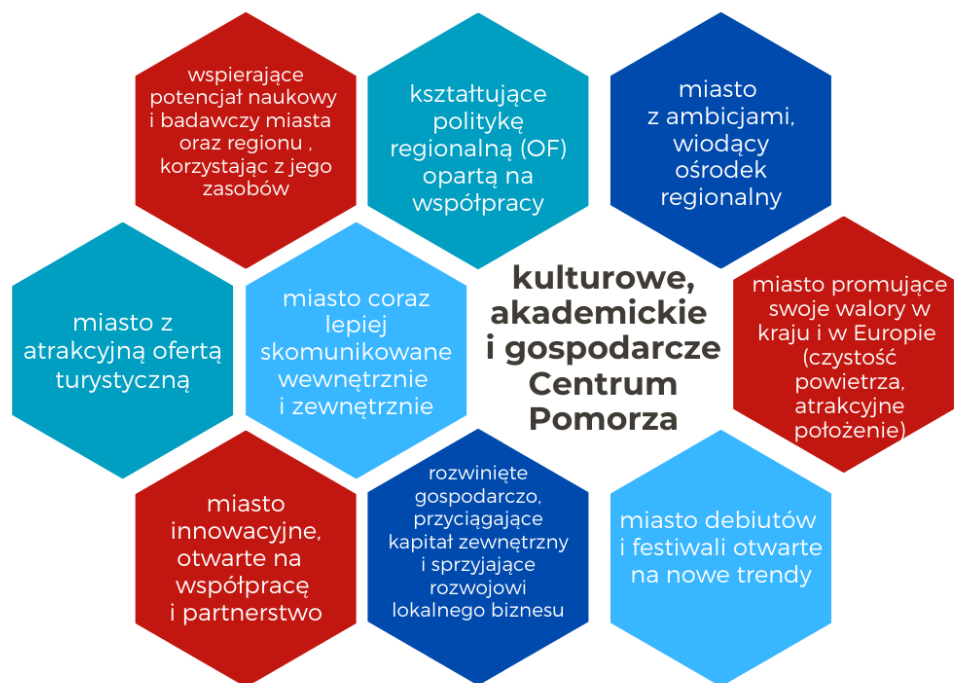 wspierające
potencjał naukowy
i badawczy miasta
oraz regionu ,
korzystając z jego
zasobów
kształtujące
politykę
regionalną (OF)
opartą na
współpracy
miasto
z ambicjami,
wiodący
ośrodek
regionalny
miasto z
atrakcyjną ofertą
turystyczną
miasto coraz
lepiej
skomunikowane
wewnętrznie
i zewnętrznie
kulturowe,
akademickie
i gospodarcze
Centrum
Pomorza
miasto promujące
swoje walory w
kraju i w Europie
(czystość
powietrza,
atrakcyjne
położenie)
miasto
innowacyjne,
otwarte na
współpracę
i partnerstwo
rozwinięte
gospodarczo,
przyciągające
kapitał zewnętrzny
i sprzyjające
rozwojowi
lokalnego biznesu
miasto debiutów
i festiwali otwarte
na nowe trendy